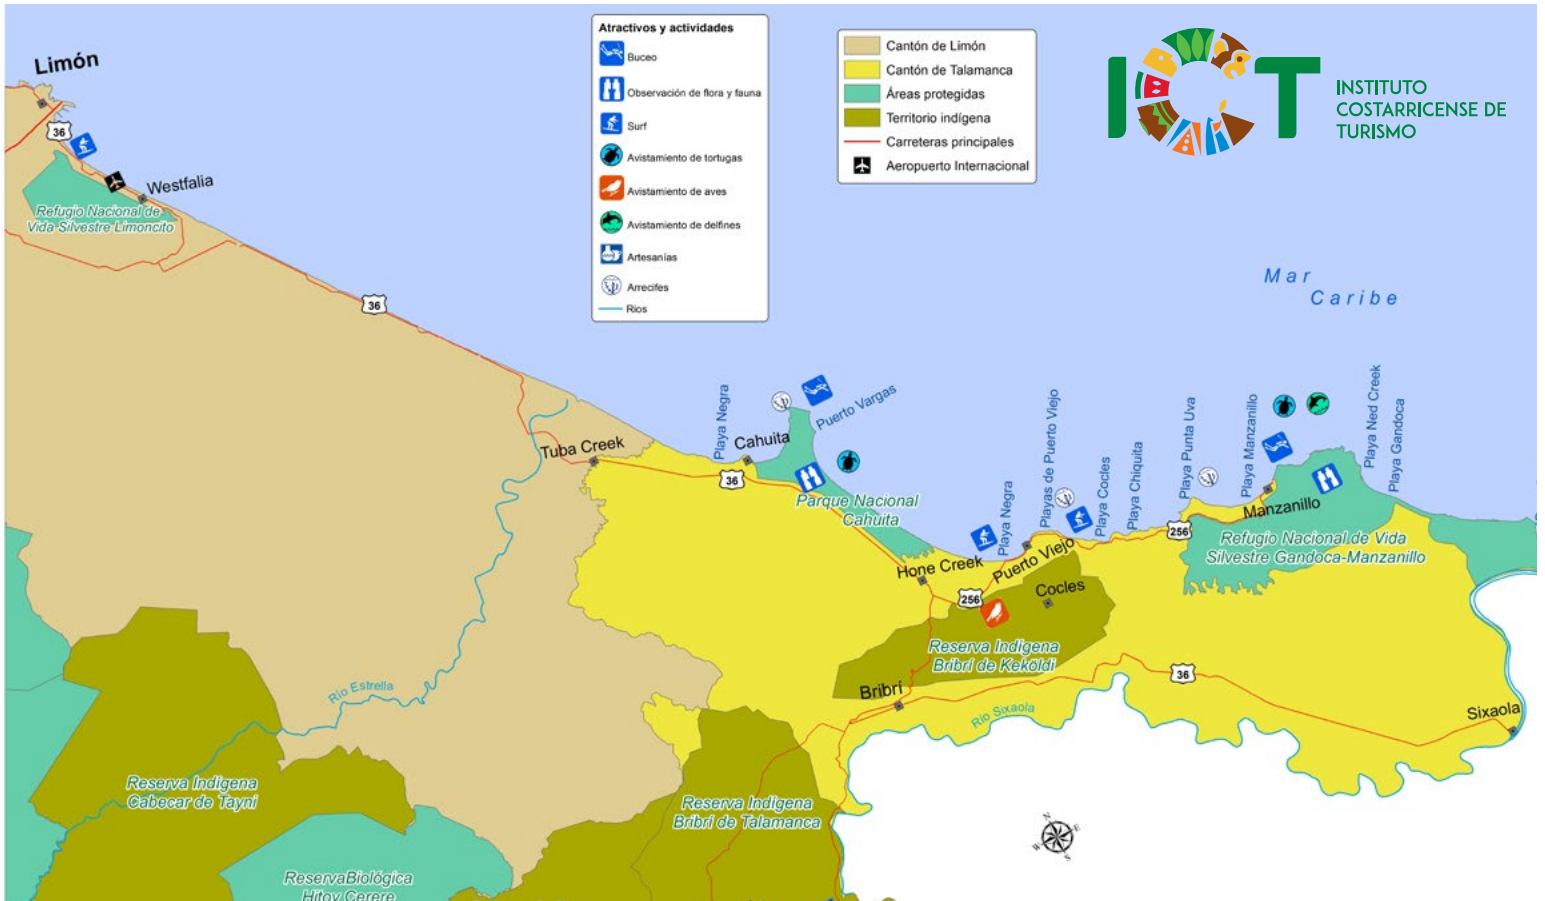 Limón
36
Westfalia
Refugio Nacional de
Vida Silvestre Limoncito
36
Atractivos y actividades
Buceo
Observación de flora y fauna
Surf
Avistamiento de tortugas
Avistamiento de aves
Avistamiento de delfines
Artesanías
Arrecifes
Ríos
Cantón de Limón
Cantón de Talamanca
Áreas protegidas
Territorio indígena
Carreteras principales
Aeropuerto Internacional
ICT
INSTITUTO
COSTARRICENSE DE
TURISMO
Mar
Caribe
Tuba Creek
Playa Negra
Cahuita
Puerto Vargas
36
Parque Nacional
Cahuita
Hone Creek
Playa Negra
Playas de Puerto Viejo
Puerto Viejo
Playa Cocles
Playa Chiquita
Playa Punta Uva
Playa Manzanillo
Playa Ned Creek
Playa Gandoca
256
Manzanillo
Refugio Nacional de Vida
Silvestre Gandoca-Manzanillo
256
Cocles
Reserva Indígena
Bribrí de Keköldi
Bribrí
36
Río Sixaola
Sixaola
Río Estrella
Reserva Indígena
Cabecar de Tayni
Reserva Indígena
Bribrí de Talamanca
ReservaBiológica
Hitoy Cerere
N
E
W
S